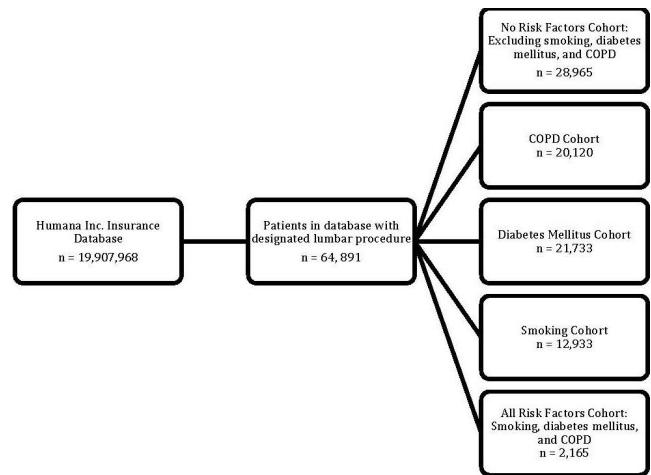 Humana Inc. Insurance
Database
n = 19,907,968
Patients in database with
designated lumbar procedure
n = 64, 891
No Risk Factors Cohort:
Excluding smoking, diabetes
mellitus, and COPD
n = 28,965
COPD Cohort
n = 20,120
Diabetes Mellitus Cohort
n = 21,733
Smoking Cohort
n = 12,933
All Risk Factors Cohort:
Smoking, diabetes mellitus,
and COPD
n = 2,165